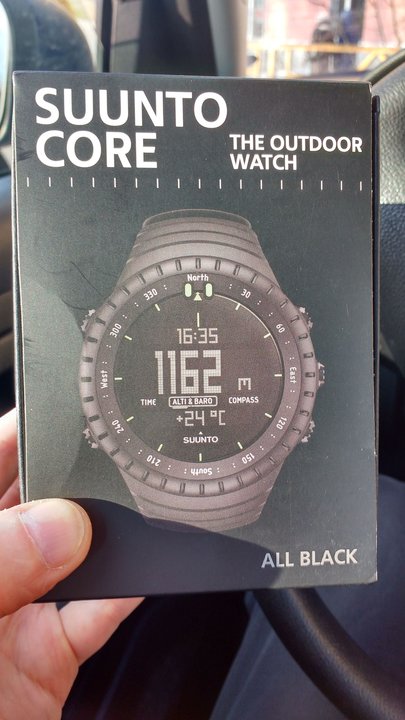 SUUNTO
CORE
THE OUTDOOR
WATCH
North
330
30
300
60
16:35
1162 m
West
East
TIME ALTI & BARO COMPASS
+24 °C
SUUNTO
240
120
210
150
South
ALL BLACK